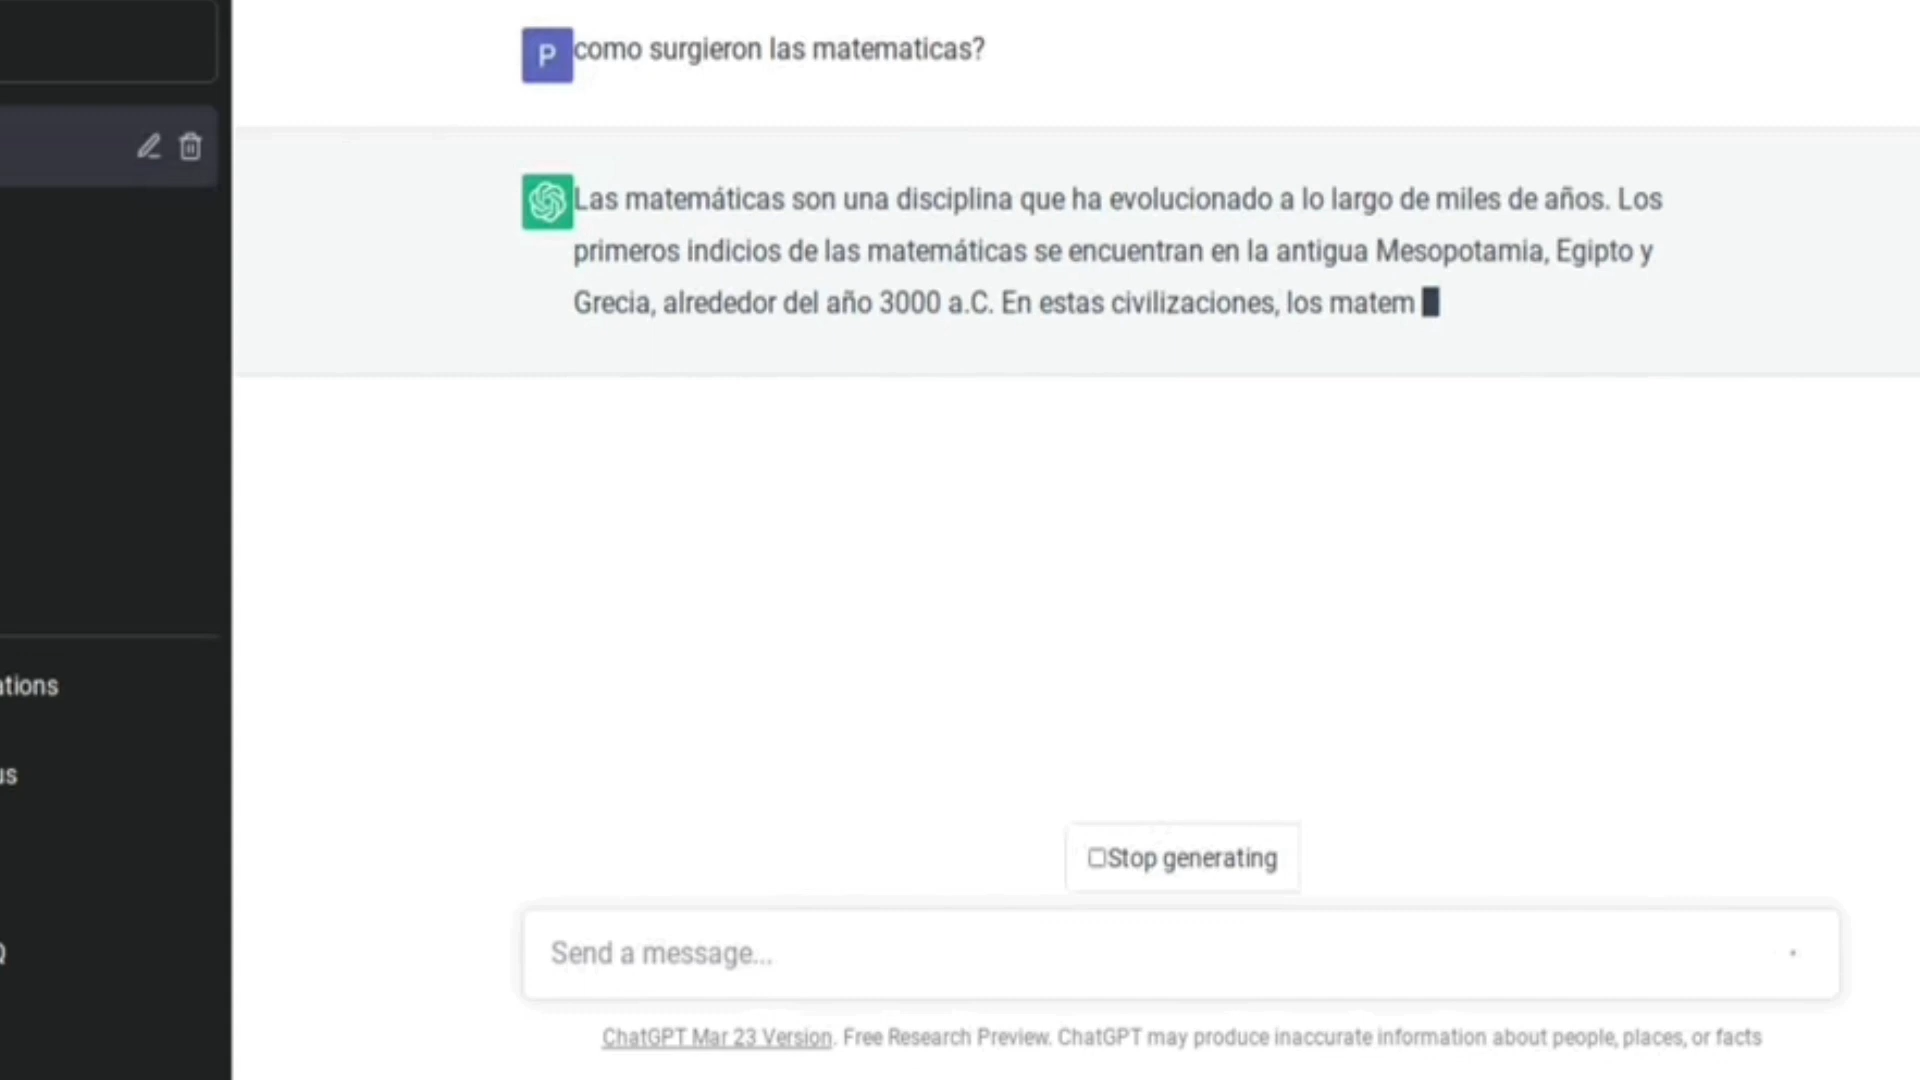 P
como surgieron las matematicas?
Las matemáticas son una disciplina que ha evolucionado a lo largo de miles de años. Los
primeros indicios de las matemáticas se encuentran en la antigua Mesopotamia, Egipto y
Grecia, alrededor del año 3000 a.C. En estas civilizaciones, los matem
ations
us
Q
Stop generating
Send a message...
ChatGPT Mar 23 Version. Free Research Preview. ChatGPT may produce inaccurate information about people, places, or facts